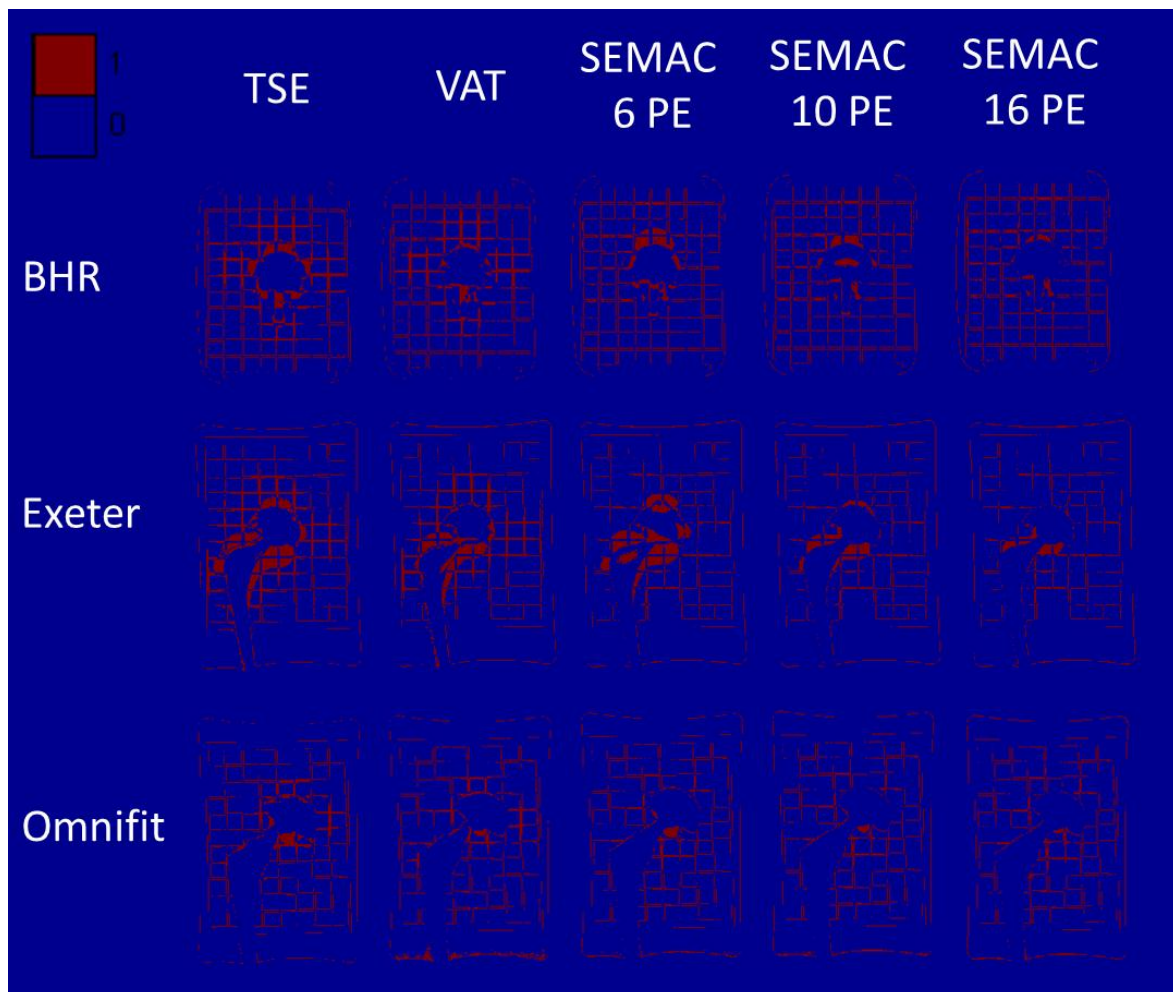 1
0
TSE
VAT
SEMAC
6 PE
SEMAC
10 PE
SEMAC
16 PE
BHR
Exeter
Omnifit